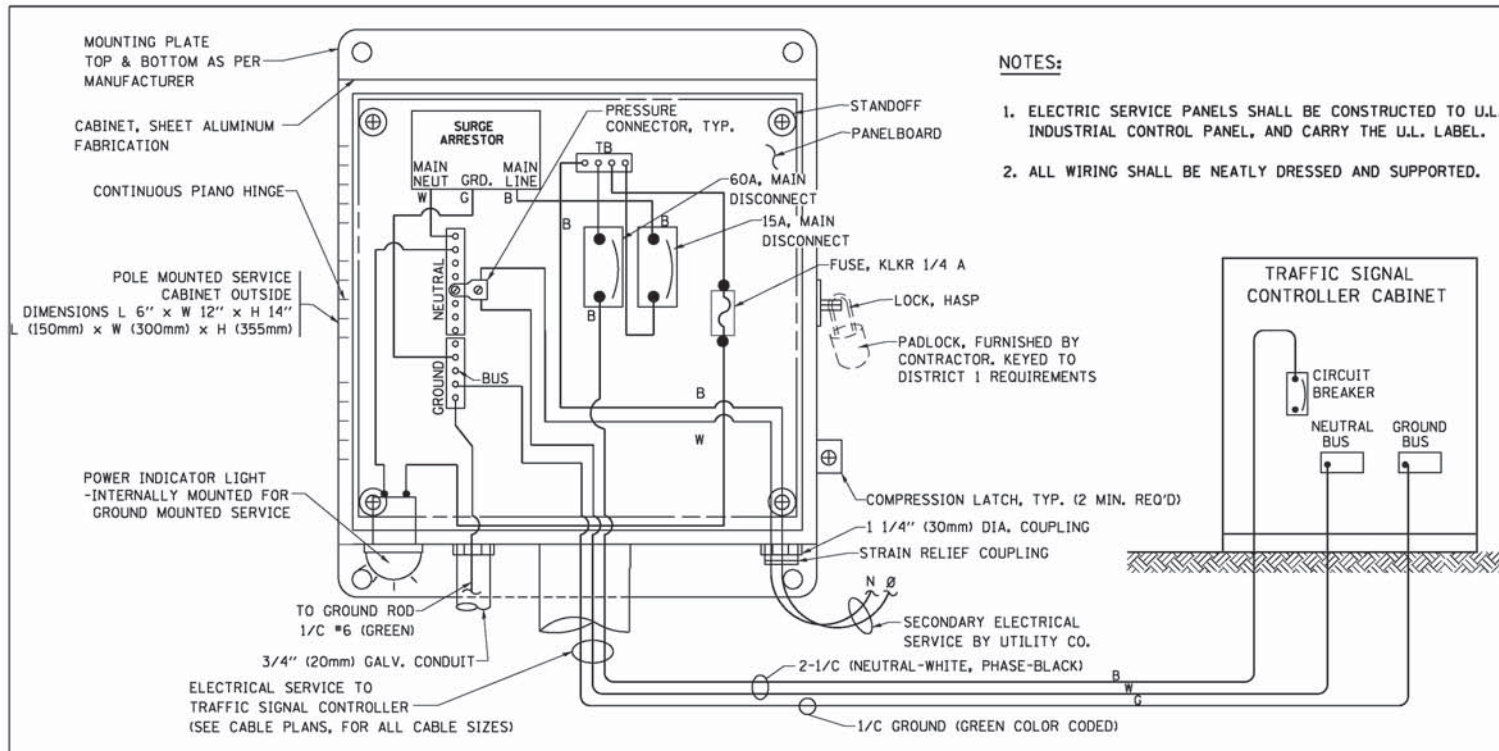 MOUNTING PLATE
TOP & BOTTOM AS PER
MANUFACTURER
CABINET, SHEET ALUMINUM
FABRICATION
CONTINUOUS PIANO HINGE
POLE MOUNTED SERVICE
CABINET OUTSIDE
DIMENSIONS L 6" x W 12" x H 14"
L (150mm) x W (300mm) x H (355mm)
POWER INDICATOR LIGHT
-INTERNALLY MOUNTED FOR
GROUND MOUNTED SERVICE
TO GROUND ROD
1/C #6 (GREEN)
3/4" (20mm) GALV. CONDUIT
ELECTRICAL SERVICE TO
TRAFFIC SIGNAL CONTROLLER
(SEE CABLE PLANS, FOR ALL CABLE SIZES)
SURGE
ARRESTOR
MAIN
NEUT
GRD.
MAIN
LINE
W
G
B
PRESSURE
CONNECTOR, TYP.
TB
60A, MAIN
DISCONNECT
B
B
15A, MAIN
DISCONNECT
B
NEUTRAL
GROUND
BUS
B
W
STANDOFF
PANELBOARD
FUSE, KLKR 1/4 A
LOCK, HASP
PADLOCK, FURNISHED BY
CONTRACTOR. KEYED TO
DISTRICT 1 REQUIREMENTS
COMPRESSION LATCH, TYP. (2 MIN. REQ'D)
1 1/4" (30mm) DIA. COUPLING
STRAIN RELIEF COUPLING
N Ø
SECONDARY ELECTRICAL
SERVICE BY UTILITY CO.
2-1/C (NEUTRAL-WHITE, PHASE-BLACK)
B
W
G
1/C GROUND (GREEN COLOR CODED)
NOTES:
1. ELECTRIC SERVICE PANELS SHALL BE CONSTRUCTED TO U.L.
INDUSTRIAL CONTROL PANEL, AND CARRY THE U.L. LABEL.
2. ALL WIRING SHALL BE NEATLY DRESSED AND SUPPORTED.
TRAFFIC SIGNAL
CONTROLLER CABINET
CIRCUIT
BREAKER
NEUTRAL
BUS
GROUND
BUS